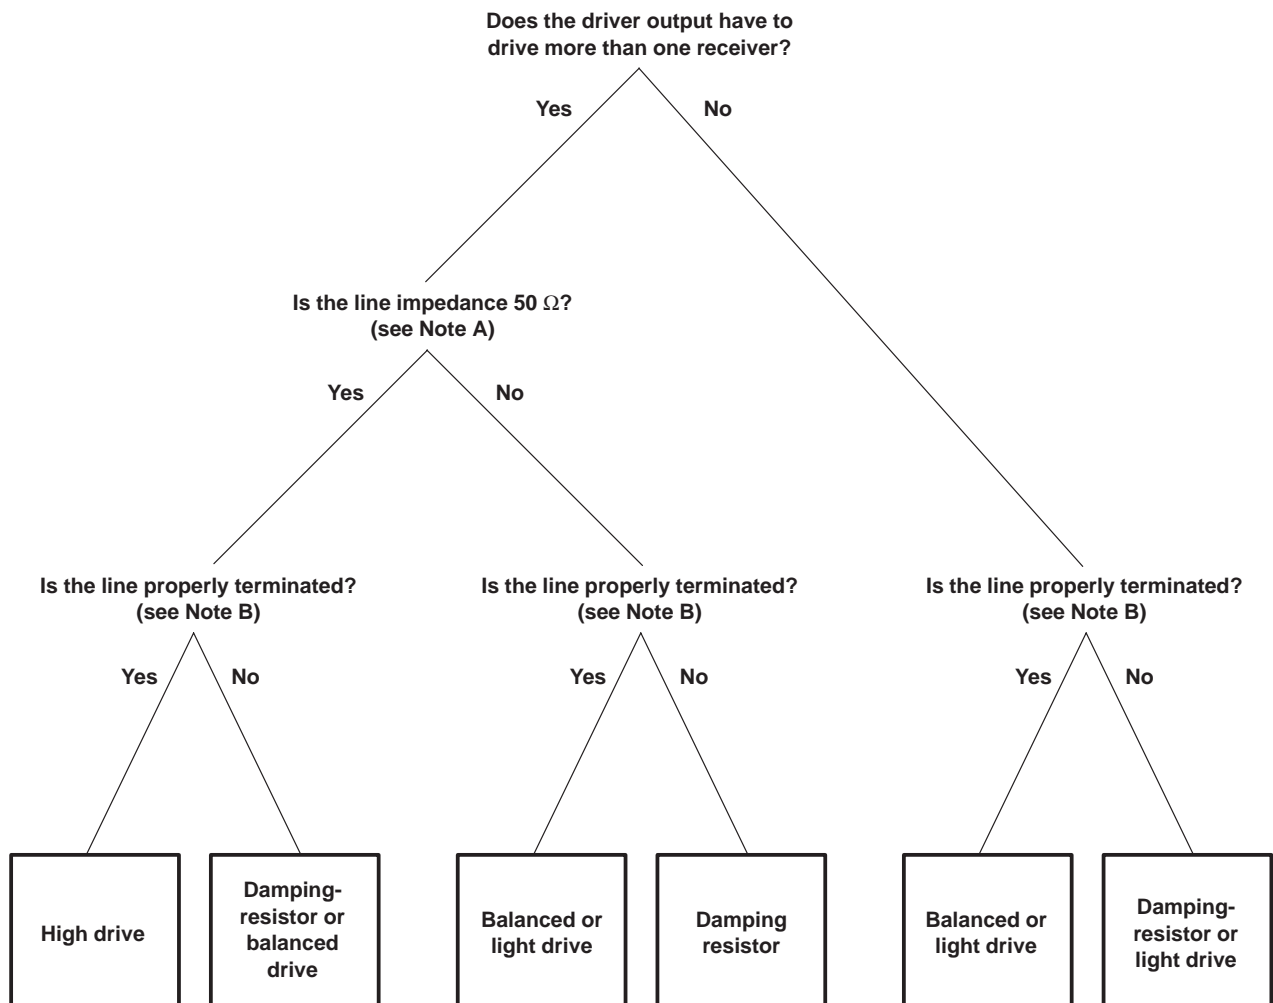 Does the driver output have to
drive more than one receiver?
Yes
No
Is the line impedance 50 Ω?
(see Note A)
Yes
No
Is the line properly terminated?
(see Note B)
Is the line properly terminated?
(see Note B)
Is the line properly terminated?
(see Note B)
Yes
No
Yes
No
Yes
No
High drive
Damping-
resistor or
balanced
drive
Balanced or
light drive
Damping
resistor
Balanced or
light drive
Damping-
resistor or
light drive